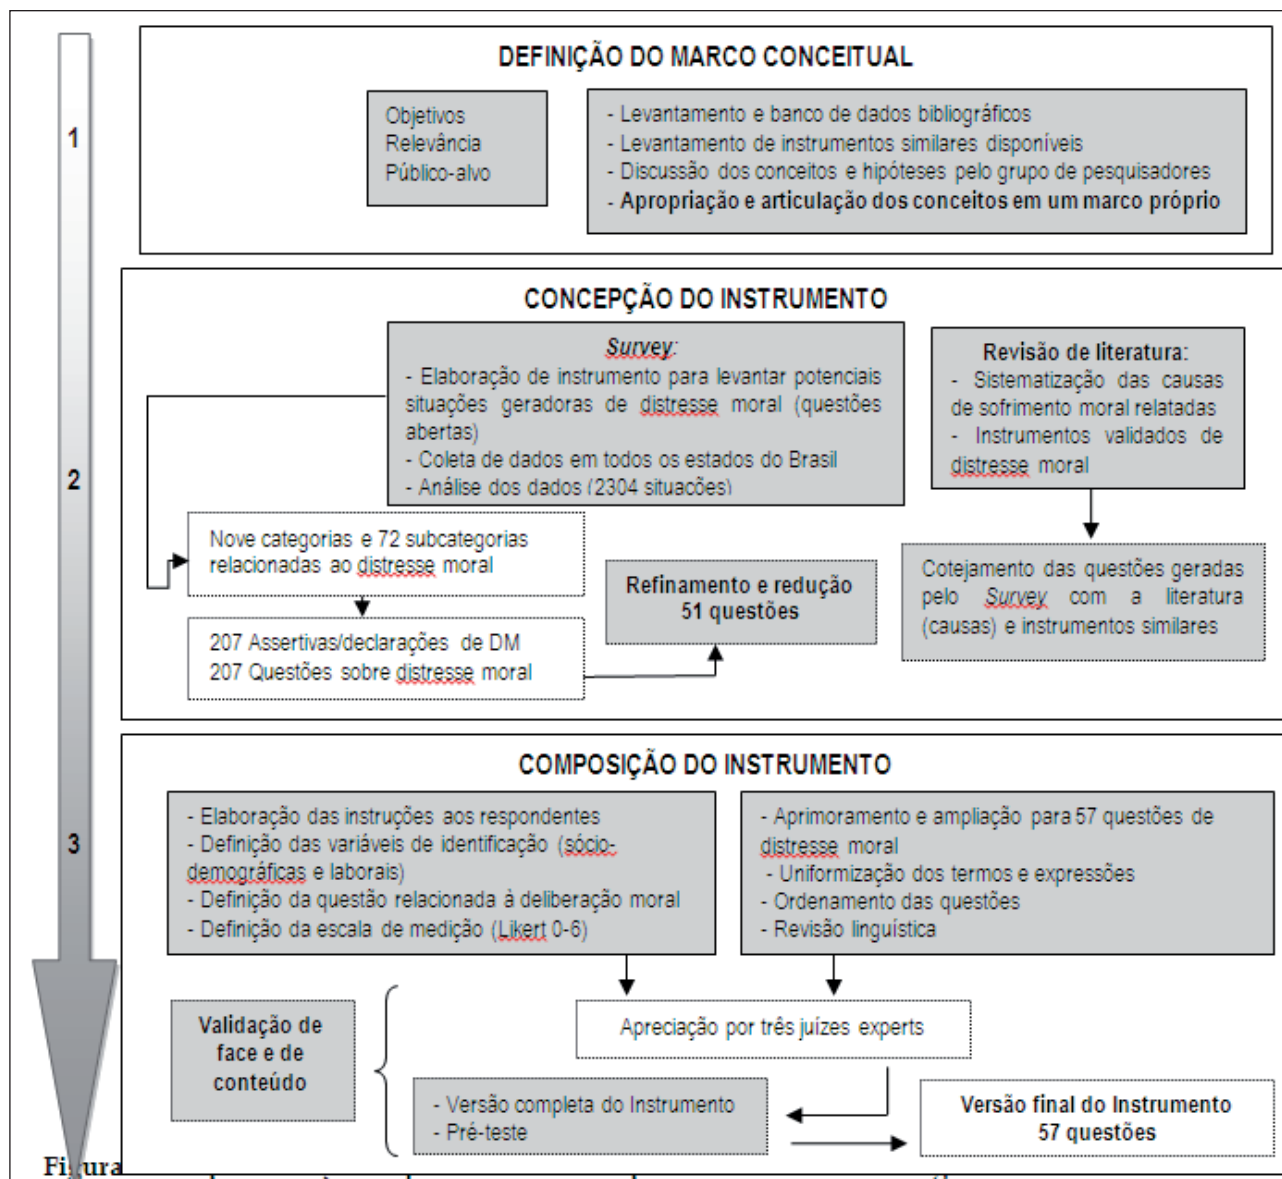 DEFINIÇÃO DO MARCO CONCEITUAL
1
Objetivos
Relevância
Público-alvo
- Levantamento e banco de dados bibliográficos
- Levantamento de instrumentos similares disponíveis
- Discussão dos conceitos e hipóteses pelo grupo de pesquisadores
- Apropriação e articulação dos conceitos em um marco próprio
CONCEPÇÃO DO INSTRUMENTO
2
Survey:
- Elaboração de instrumento para levantar potenciais
situações geradoras de distresse moral (questões
abertas)
- Coleta de dados em todos os estados do Brasil
- Análise dos dados (2304 situações)
Revisão de literatura:
- Sistematização das causas
de sofrimento moral relatadas
- Instrumentos validados de
distresse moral
Nove categorias e 72 subcategorias
relacionadas ao distresse moral
207 Assertivas/declarações de DM
207 Questões sobre distresse moral
Refinamento e redução
51 questões
Cotejamento das questões geradas
pelo Survey com a literatura
(causas) e instrumentos similares
COMPOSIÇÃO DO INSTRUMENTO
3
- Elaboração das instruções aos respondentes
- Definição das variáveis de identificação (sócio-
demográficas e laborais)
- Definição da questão relacionada à deliberação moral
- Definição da escala de medição (Likert 0-6)
- Aprimoramento e ampliação para 57 questões de
distresse moral
- Uniformização dos termos e expressões
- Ordenamento das questões
- Revisão linguística
Validação de
face e de
conteúdo
Apreciação por três juízes experts
- Versão completa do Instrumento
- Pré-teste
Versão final do Instrumento
57 questões
Figura